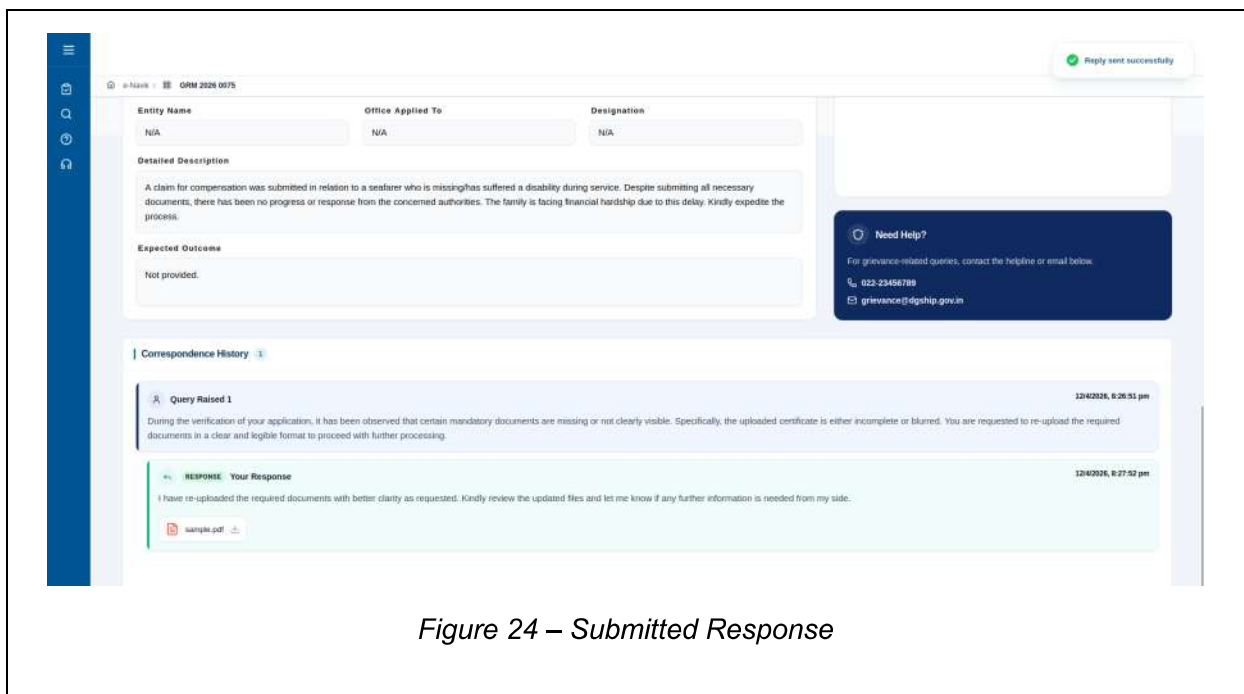 Reply sent successfully
e-Navik
GRM 2026 0075
Entity Name
Office Applied To
Designation
N/A
N/A
N/A
Detailed Description
A claim for compensation was submitted in relation to a seafarer who is missing/has suffered a disability during service. Despite submitting all necessary
documents, there has been no progress or response from the concerned authorities. The family is facing financial hardship due to this delay. Kindly expedite the
process.
Expected Outcome
Not provided.
Need Help?
For grievance-related queries, contact the helpline or email below.
022-23456789
grievance@dgship.gov.in
Correspondence History 1
Query Raised 1
12/4/2026, 8:26:51 pm
During the verification of your application, it has been observed that certain mandatory documents are missing or not clearly visible. Specifically, the uploaded certificate is either incomplete or blurred. You are requested to re-upload the required
documents in a clear and legible format to proceed with further processing.
RESPONSE Your Response
12/4/2026, 8:27:52 pm
I have re-uploaded the required documents with better clarity as requested. Kindly review the updated files and let me know if any further information is needed from my side.
sample.pdf
Figure 24 – Submitted Response